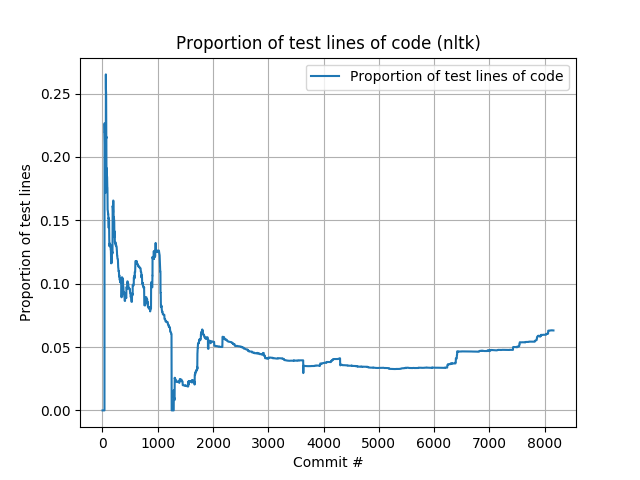 Proportion of test lines of code (nltk)
Proportion of test lines of code
Proportion of test lines
0.25
0.20
0.15
0.10
0.05
0.00
0 1000 2000 3000 4000 5000 6000 7000 8000
Commit #